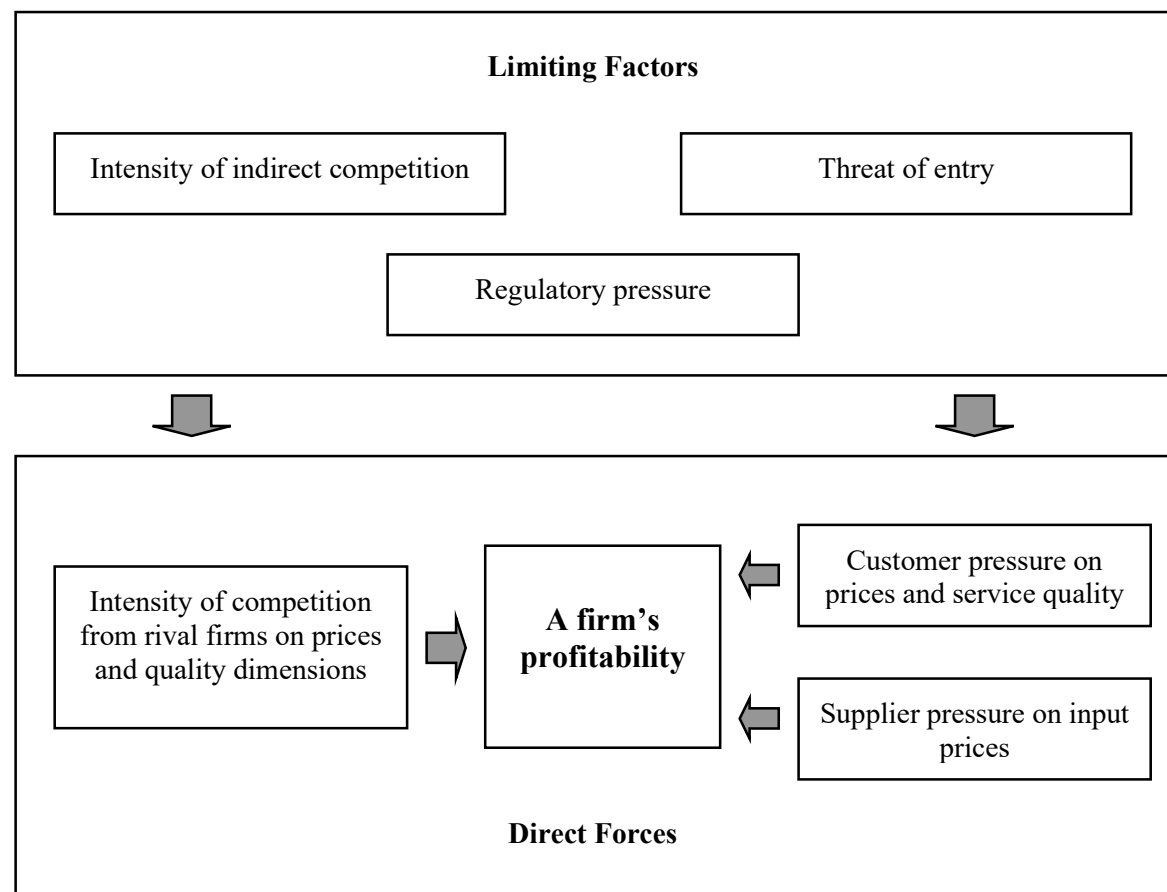 Limiting Factors
Intensity of indirect competition
Threat of entry
Regulatory pressure
Intensity of competition
from rival firms on prices
and quality dimensions
A firm’s
profitability
Customer pressure on
prices and service quality
Supplier pressure on input
prices
Direct Forces